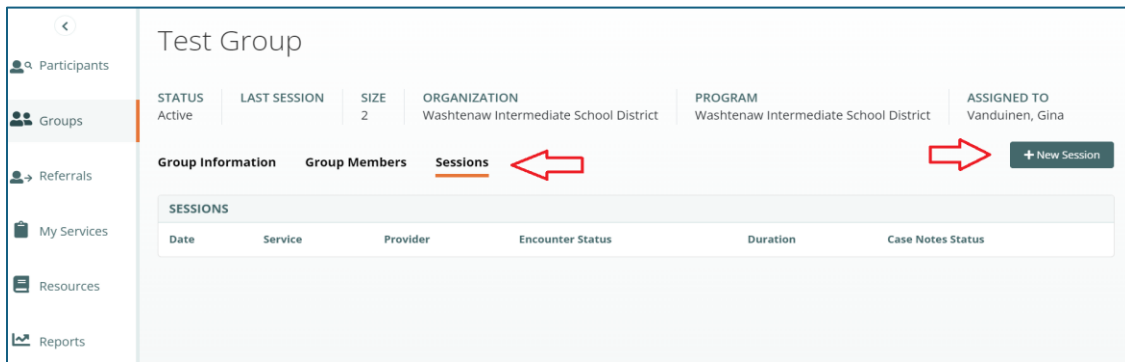 Test Group
Participants
Groups
Referrals
My Services
Resources
Reports
STATUS LAST SESSION SIZE ORGANIZATION PROGRAM ASSIGNED TO
Active 2 Washtenaw Intermediate School District Washtenaw Intermediate School District Vanduinen, Gina
Group Information Group Members Sessions
+ New Session
SESSIONS
Date Service Provider Encounter Status Duration Case Notes Status